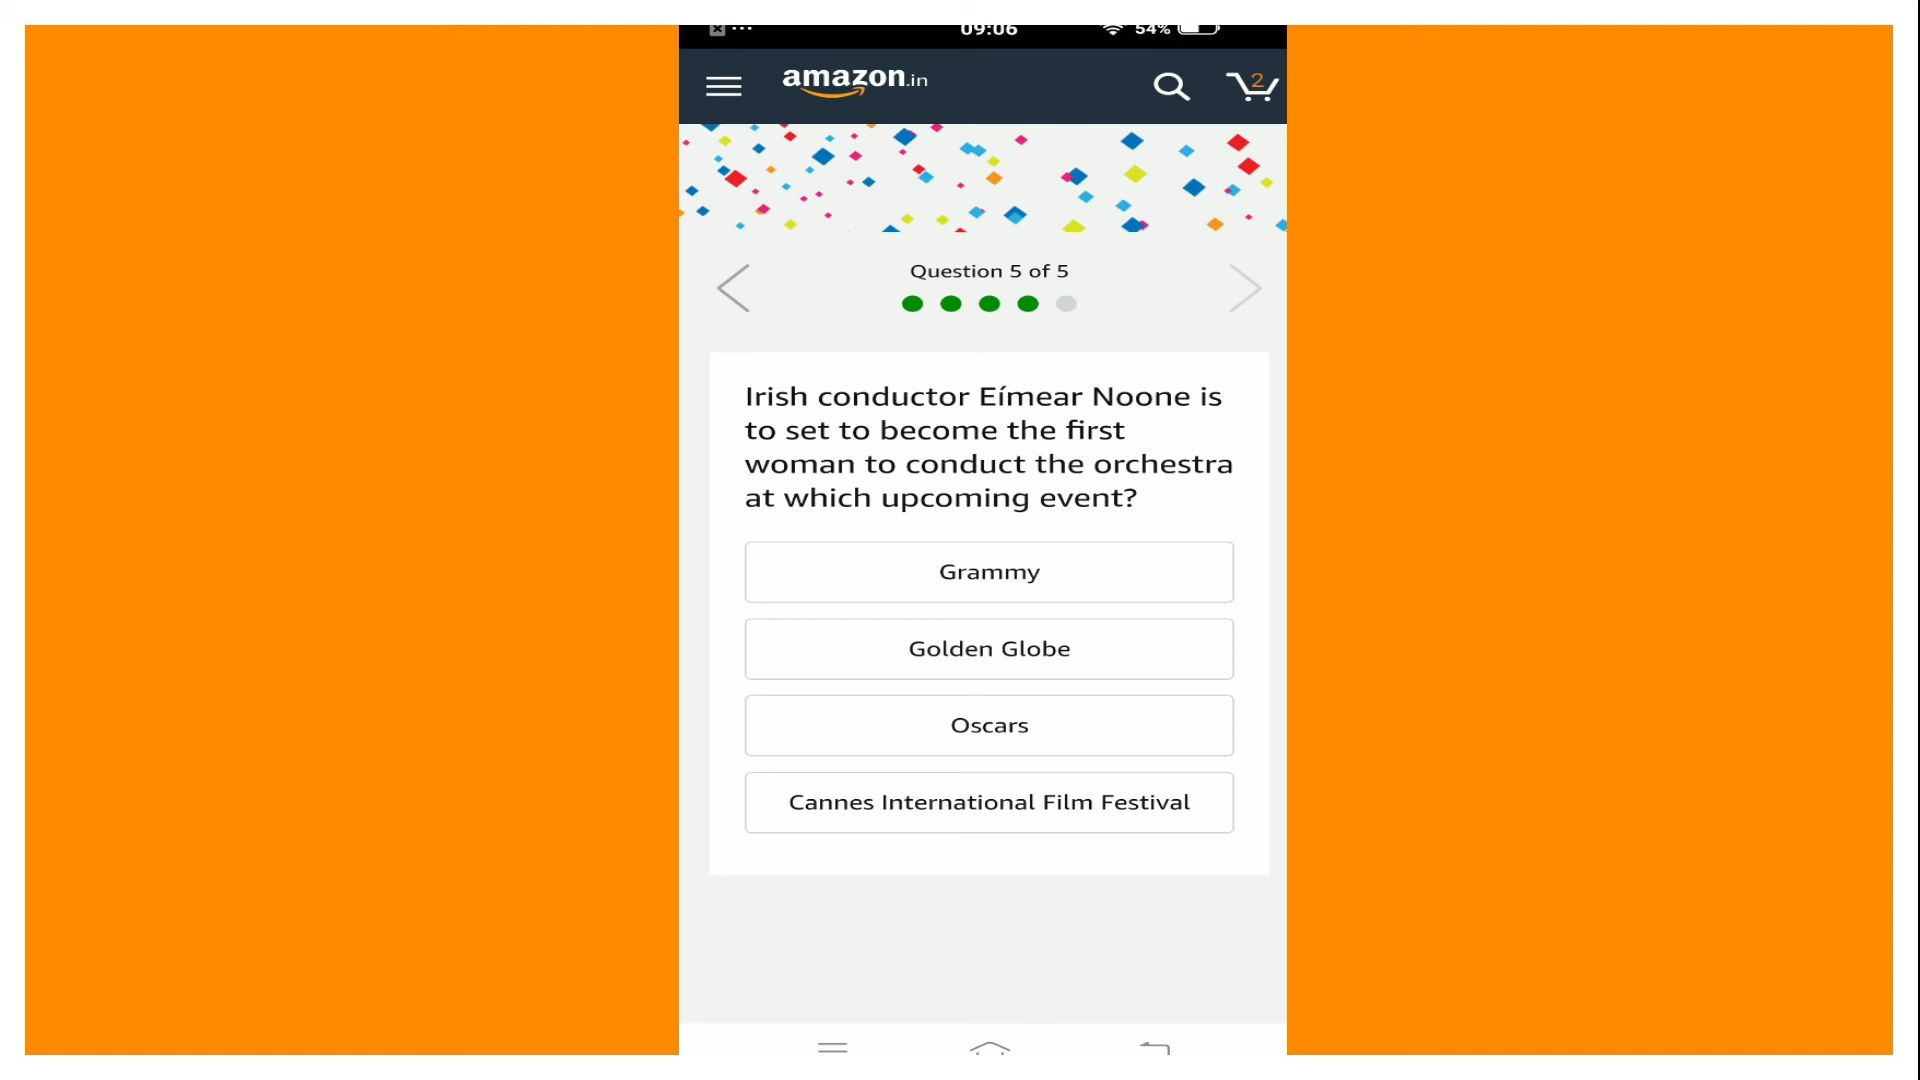 09:06
54%
amazon.in
2
Question 5 of 5
Irish conductor Eímear Noone is
to set to become the first
woman to conduct the orchestra
at which upcoming event?
Grammy
Golden Globe
Oscars
Cannes International Film Festival